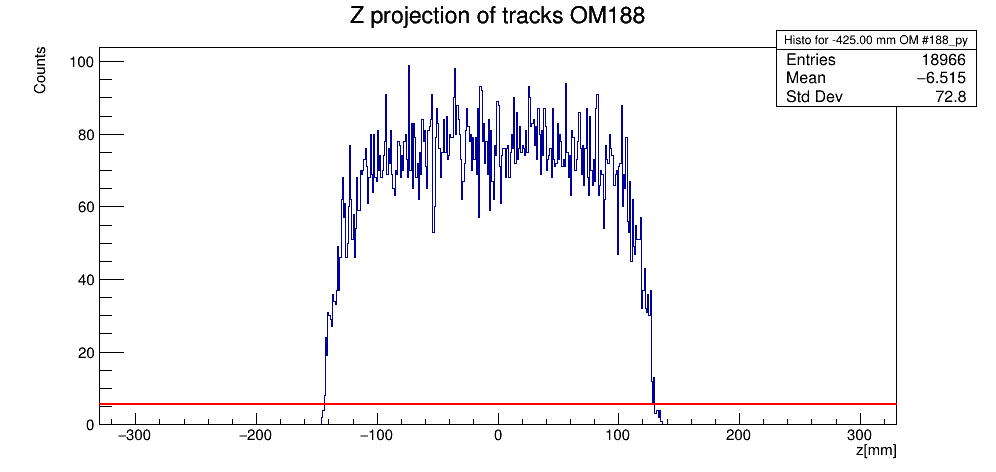 Z projection of tracks OM188
Histo for -425.00 mm OM #188_py
Entries 18966
Mean −6.515
Std Dev 72.8
Counts
100
80
60
40
20
0
−300 −200 −100 0 100 200 300
z[mm]